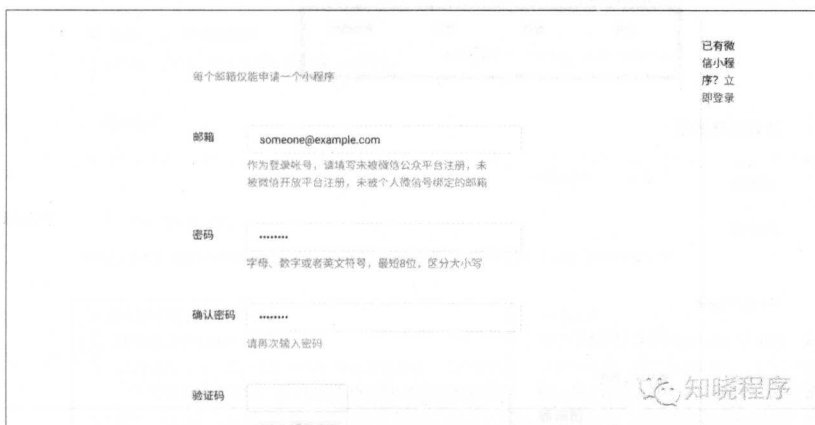 每个邮箱仅能申请一个小程序
已有微
信小程
序？立
即登录
邮箱
someone@example.com
作为登录帐号，请填写未被微信公众平台注册，未
被微信开放平台注册，未被个人微信号绑定的邮箱
密码
••••••••
字母、数字或者英文符号，最短8位，区分大小写
确认密码
••••••••
请再次输入密码
验证码
知晓程序